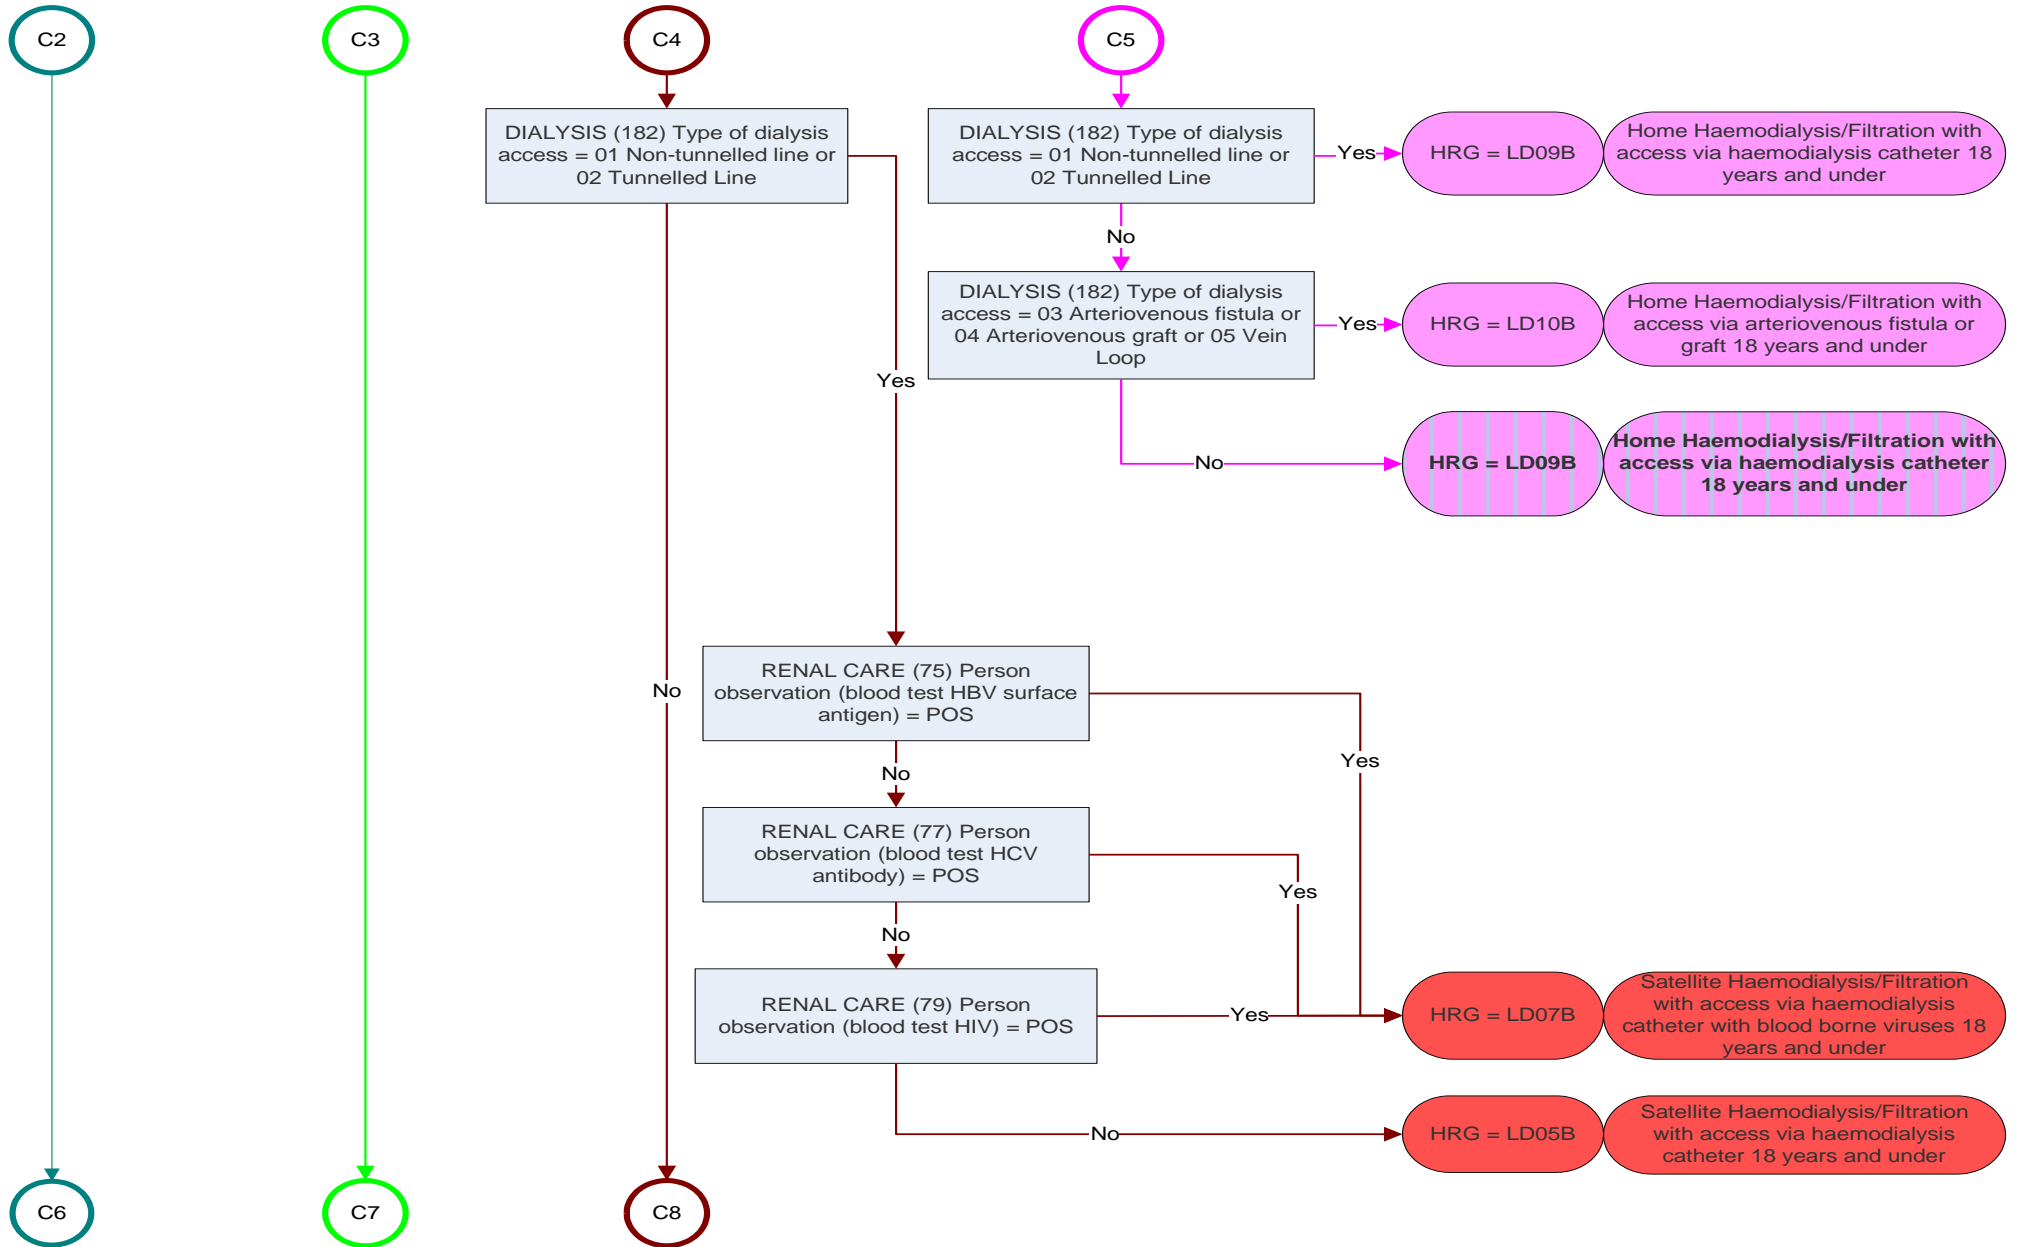 C2
C3
C4
C5
DIALYSIS (182) Type of dialysis
access = 01 Non-tunnelled line or
02 Tunnelled Line
DIALYSIS (182) Type of dialysis
access = 01 Non-tunnelled line or
02 Tunnelled Line
Yes
HRG = LD09B
Home Haemodialysis/Filtration with
access via haemodialysis catheter 18
years and under
No
DIALYSIS (182) Type of dialysis
access = 03 Arteriovenous fistula or
04 Arteriovenous graft or 05 Vein
Loop
Yes
HRG = LD10B
Home Haemodialysis/Filtration with
access via arteriovenous fistula or
graft 18 years and under
Yes
No
HRG = LD09B
Home Haemodialysis/Filtration with
access via haemodialysis catheter
18 years and under
No
RENAL CARE (75) Person
observation (blood test HBV surface
antigen) = POS
Yes
No
RENAL CARE (77) Person
observation (blood test HCV
antibody) = POS
Yes
No
RENAL CARE (79) Person
observation (blood test HIV) = POS
Yes
HRG = LD07B
Satellite Haemodialysis/Filtration
with access via haemodialysis
catheter with blood borne viruses 18
years and under
No
HRG = LD05B
Satellite Haemodialysis/Filtration
with access via haemodialysis
catheter 18 years and under
C6
C7
C8